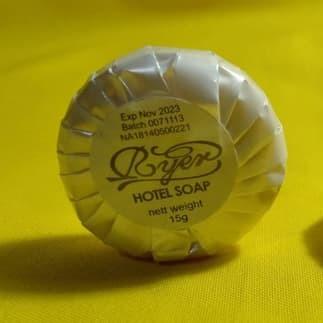 Exp Nov 2023
Batch 0071113
NA18140500221
Ryer
HOTEL SOAP
nett weight
15g